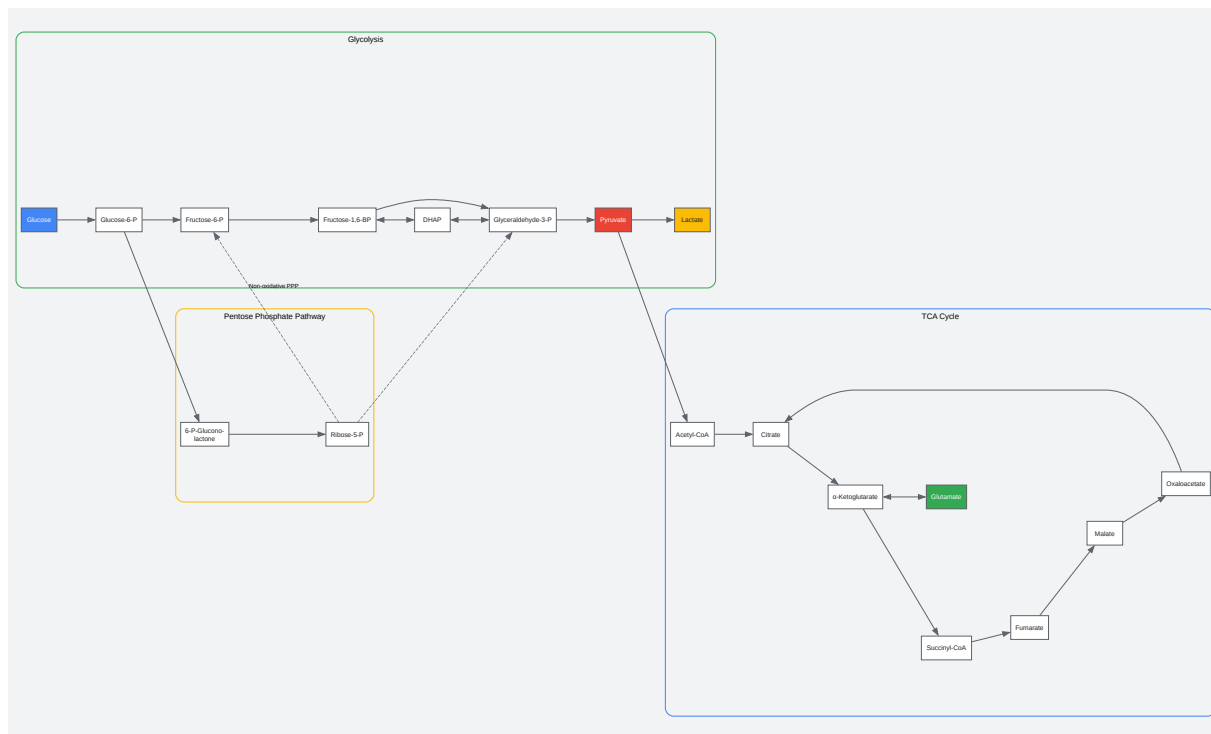 Glycolysis
Glucose
Glucose-6-P
Fructose-6-P
Fructose-1,6-BP
DHAP
Glyceraldehyde-3-P
Pyruvate
Lactate
Non-oxidative PPP
Pentose Phosphate Pathway
6-P-Glucono-
lactone
Ribose-5-P
TCA Cycle
Acetyl-CoA
Citrate
α-Ketoglutarate
Glutamate
Oxaloacetate
Malate
Fumarate
Succinyl-CoA